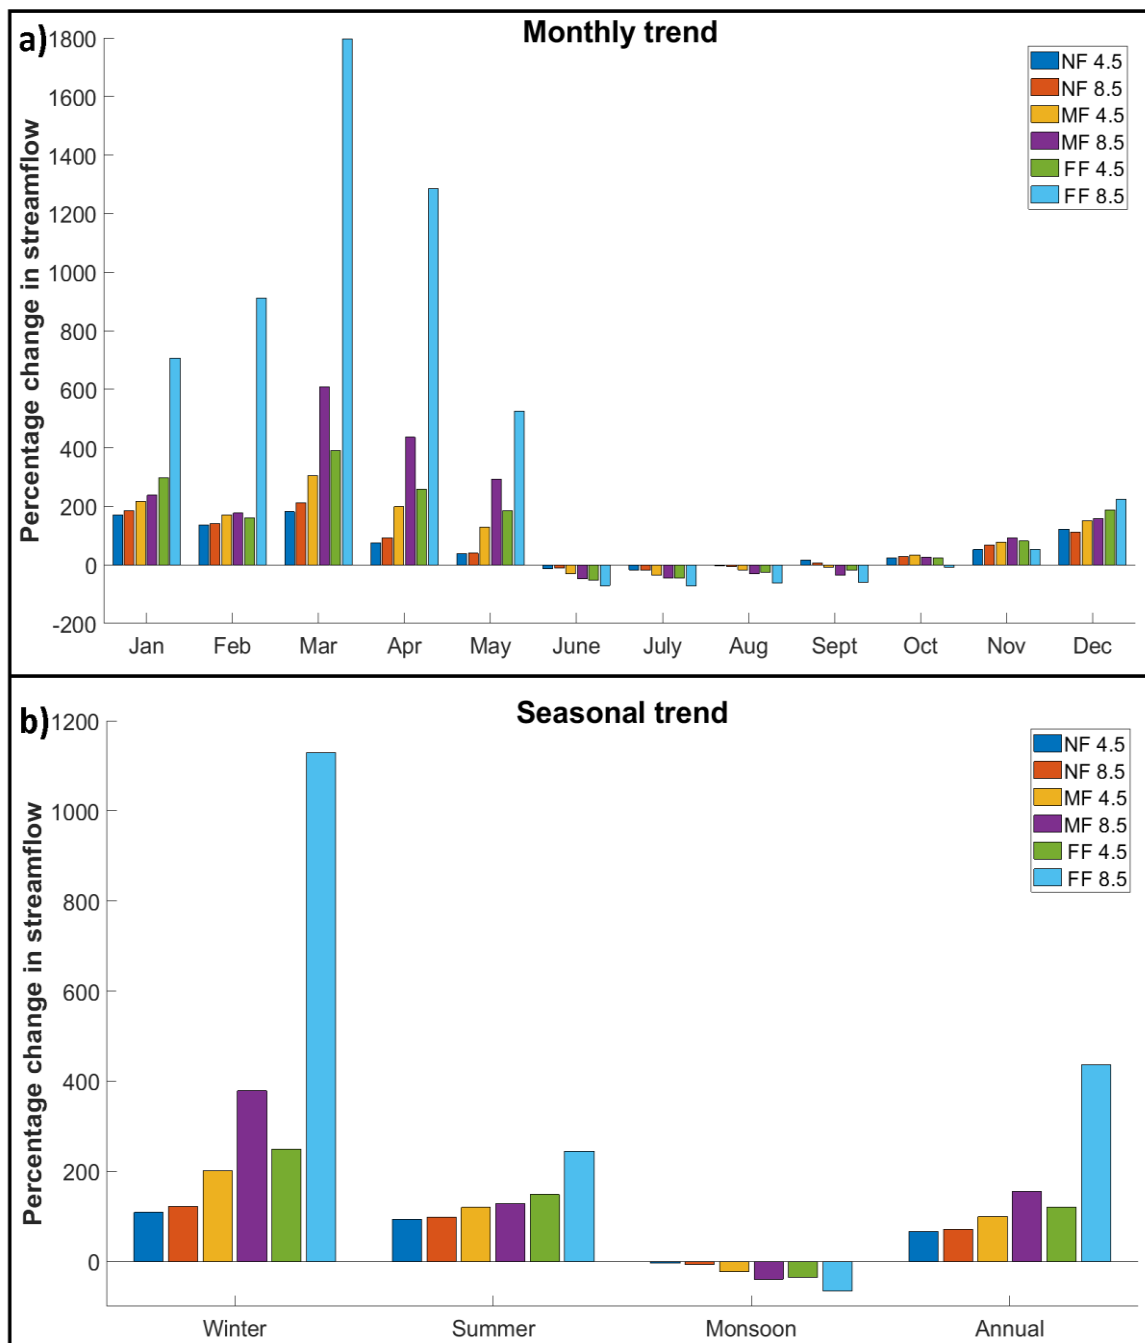 a)
Monthly trend
Percentage change in streamflow
1800
1600
1400
1200
1000
800
600
400
200
0
-200
Jan Feb Mar Apr May June July Aug Sept Oct Nov Dec
NF 4.5
NF 8.5
MF 4.5
MF 8.5
FF 4.5
FF 8.5
b)
Seasonal trend
Percentage change in streamflow
1200
1000
800
600
400
200
0
Winter Summer Monsoon Annual
NF 4.5
NF 8.5
MF 4.5
MF 8.5
FF 4.5
FF 8.5